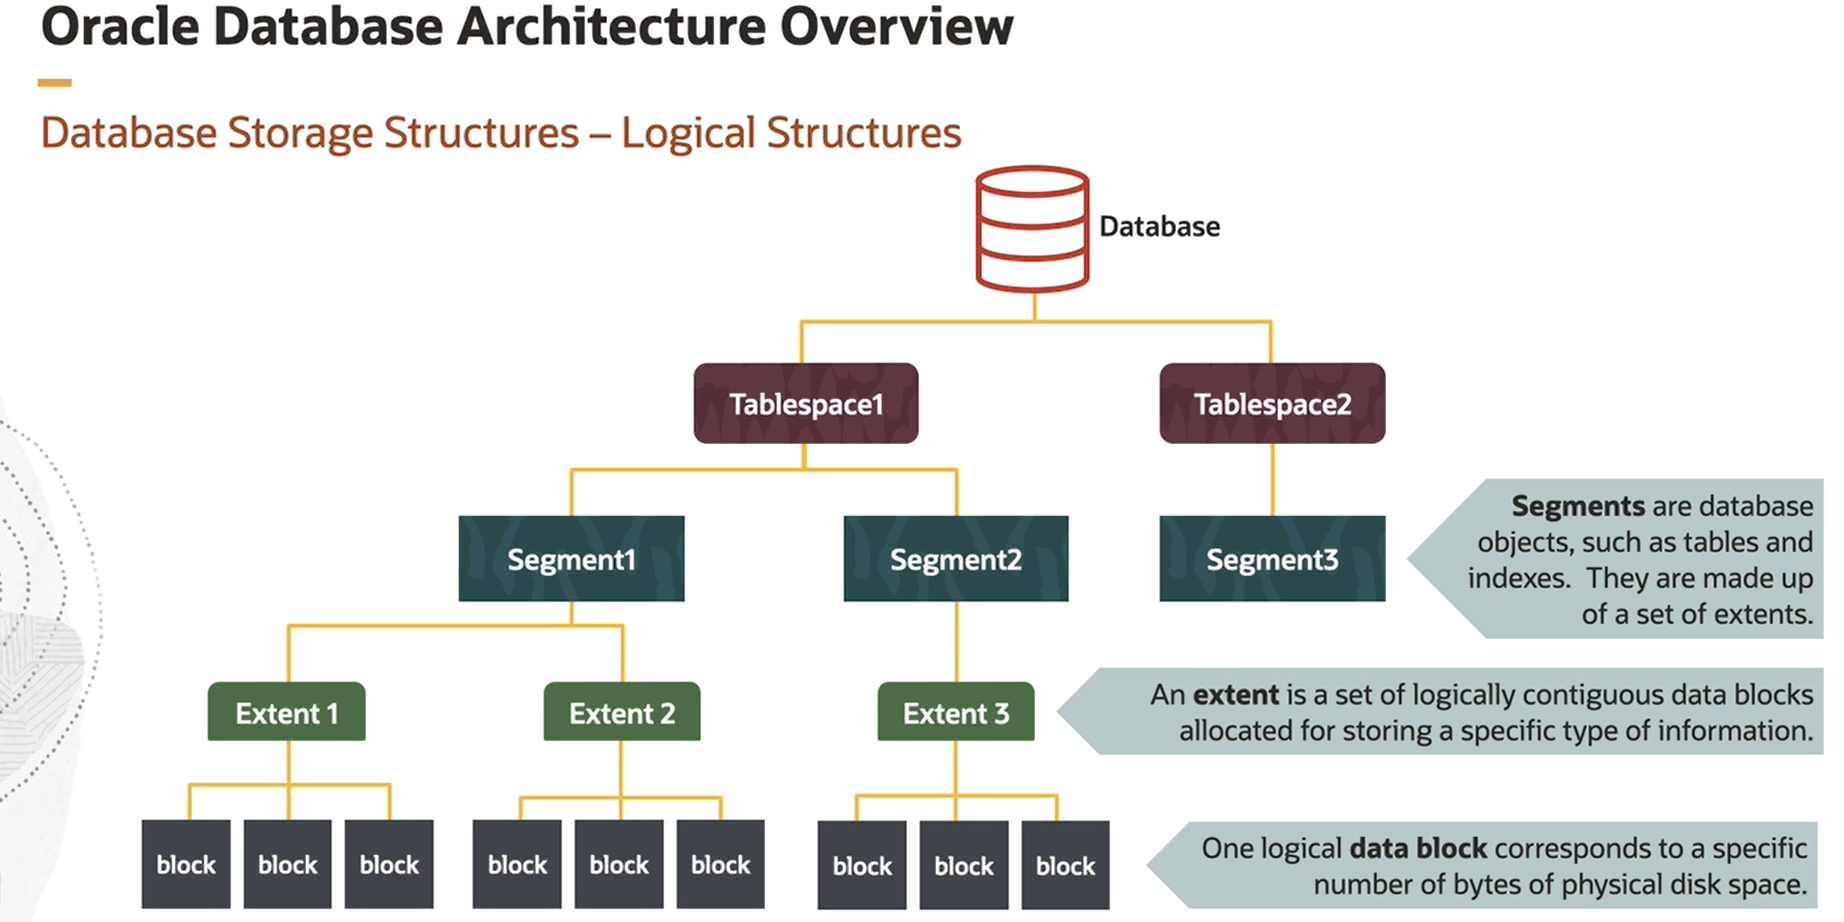 Oracle Database Architecture Overview
Database Storage Structures – Logical Structures
Database
Tablespace1
Tablespace2
Segment1
Segment2
Segment3
Segments are database
objects, such as tables and
indexes. They are made up
of a set of extents.
Extent 1
Extent 2
Extent 3
An extent is a set of logically contiguous data blocks
allocated for storing a specific type of information.
block
block
block
block
block
block
block
block
block
One logical data block corresponds to a specific
number of bytes of physical disk space.